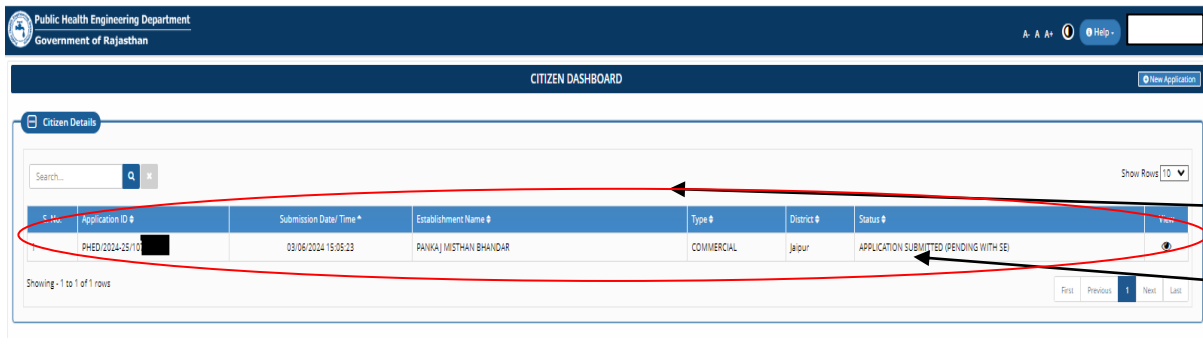 Public Health Engineering Department
Government of Rajasthan
A- A A+ Help
CITIZEN DASHBOARD
New Application
Citizen Details
Search...
Show Rows 10
S. No. Application ID Submission Date/ Time Establishment Name Type District Status View
1 PHED/2024-25/10 03/06/2024 15:05:23 PANKAJ MISTHAN BHANDAR COMMERCIAL Jaipur APPLICATION SUBMITTED (PENDING WITH SE)
Showing - 1 to 1 of 1 rows
First Previous 1 Next Last